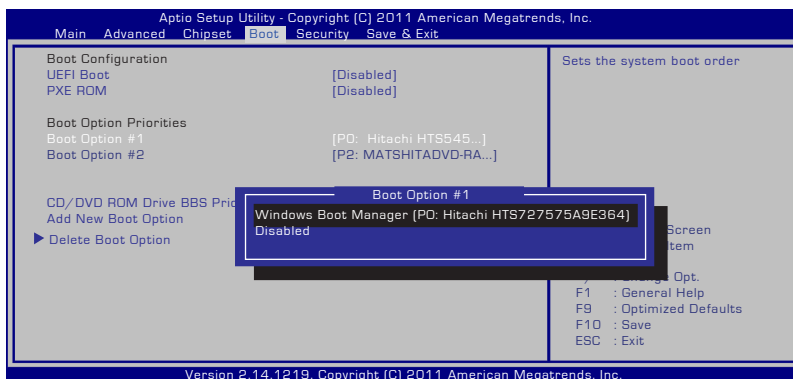 Aptio Setup Utility - Copyright (C) 2011 American Megatrends, Inc.
Main Advanced Chipset Boot Security Save & Exit
Boot Configuration
UEFI Boot [Disabled]
PXE ROM [Disabled]
Boot Option Priorities
Boot Option #1 [P0: Hitachi HTS545...]
Boot Option #2 [P2: MATSHITADVD-RA...]
CD/DVD ROM Drive BBS
Add New Boot Option
Delete Boot Option
Sets the system boot order
Boot Option #1
Windows Boot Manager (P0: Hitachi HTS727575A9E364)
Disabled
Screen
Opt.
F1 : General Help
F9 : Optimized Defaults
F10 : Save
ESC : Exit
Version 2.14.1219. Copyright (C) 2011 American Megatrends, Inc.